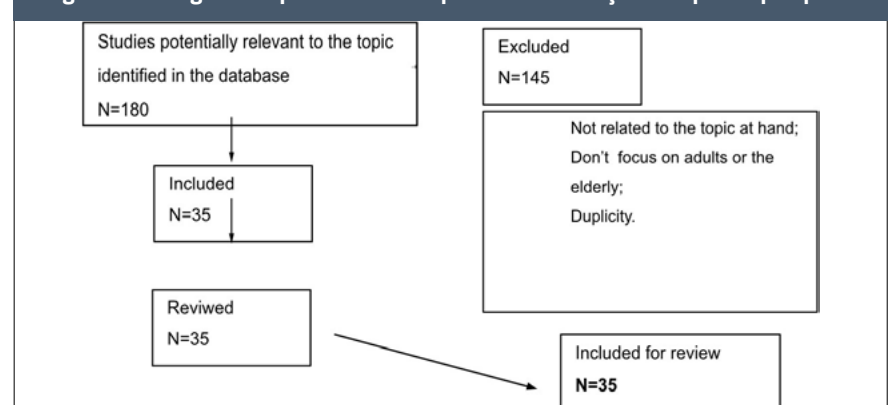 Studies potentially relevant to the topic
identified in the database
N=180
Excluded
N=145
Not related to the topic at hand;
Don't focus on adults or the
elderly;
Duplicity.
Included
N=35
Reviwed
N=35
Included for review
N=35